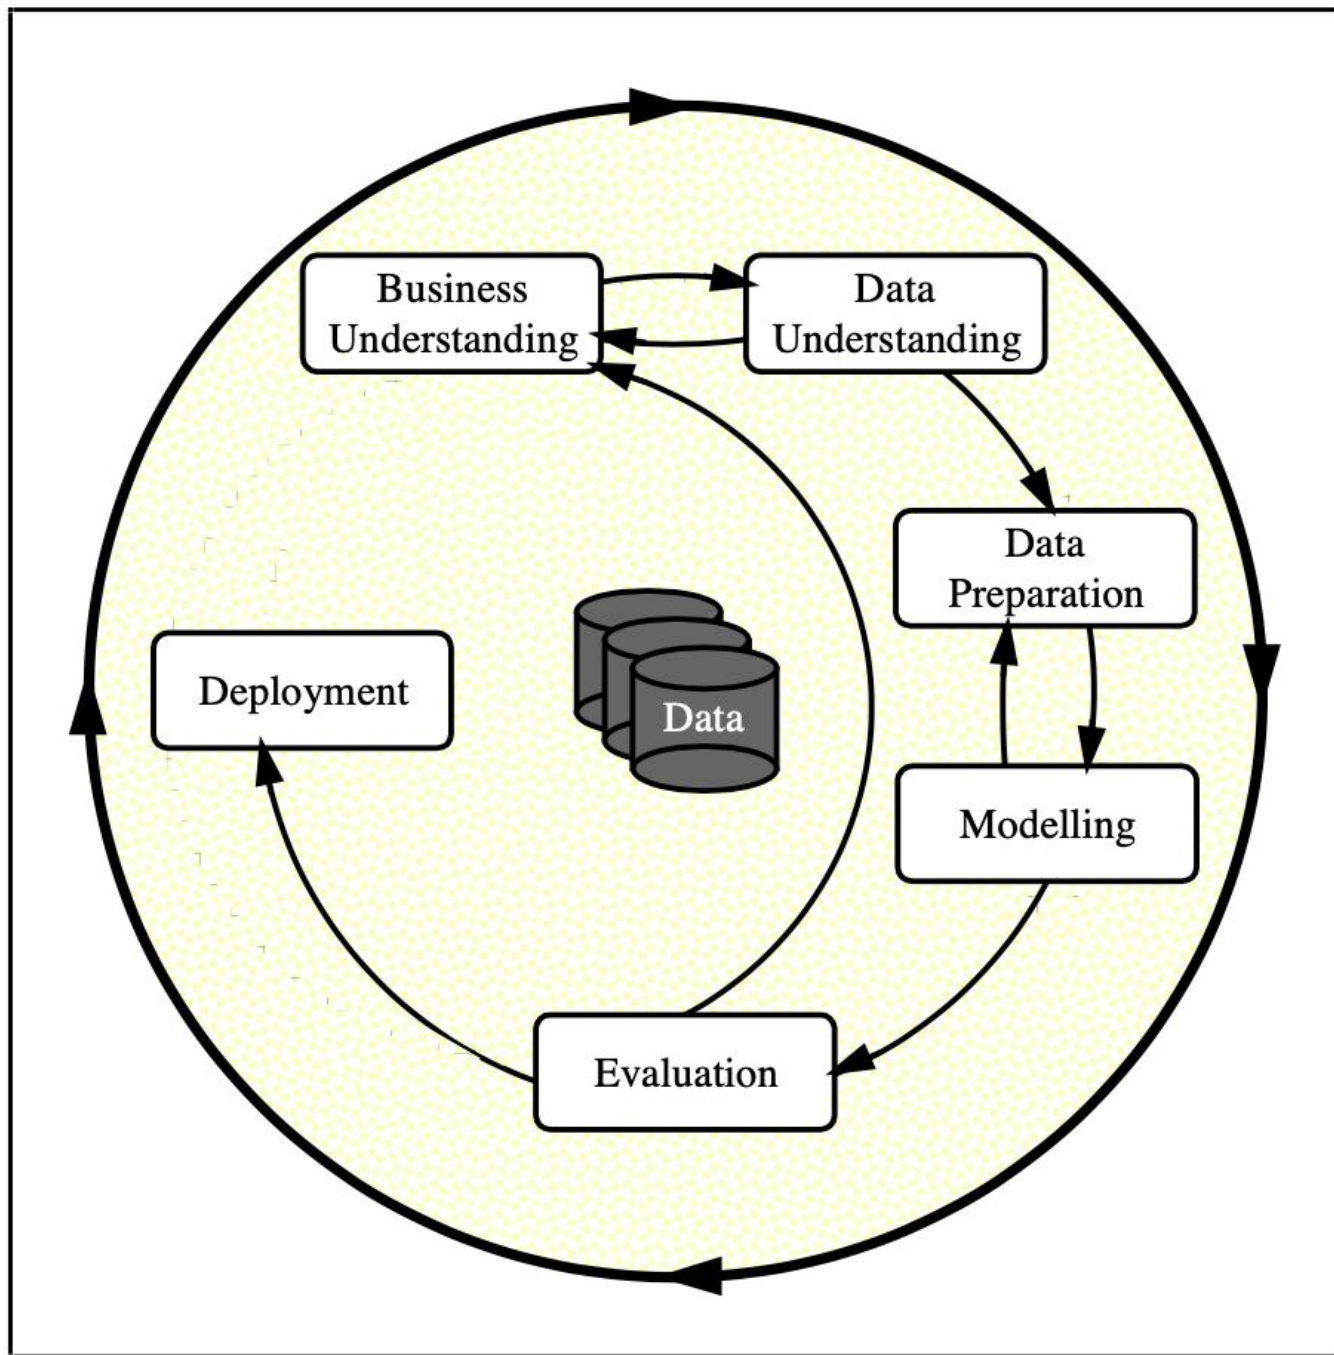 Business
Understanding
Data
Understanding
Data
Preparation
Deployment
Data
Modelling
Evaluation